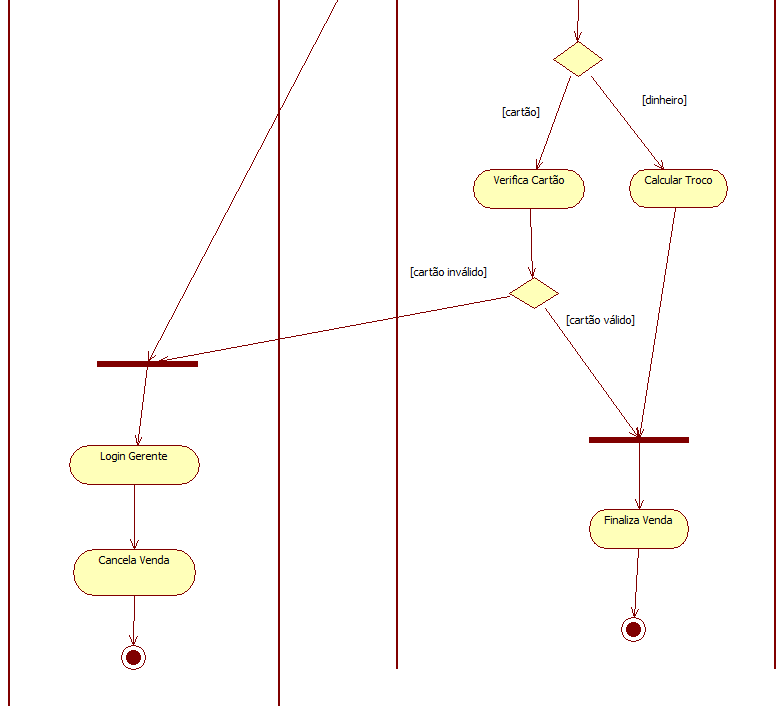 [dinheiro]
[cartão]
Verifica Cartão
Calcular Troco
[cartão inválido]
[cartão válido]
Login Gerente
Finaliza Venda
Cancela Venda